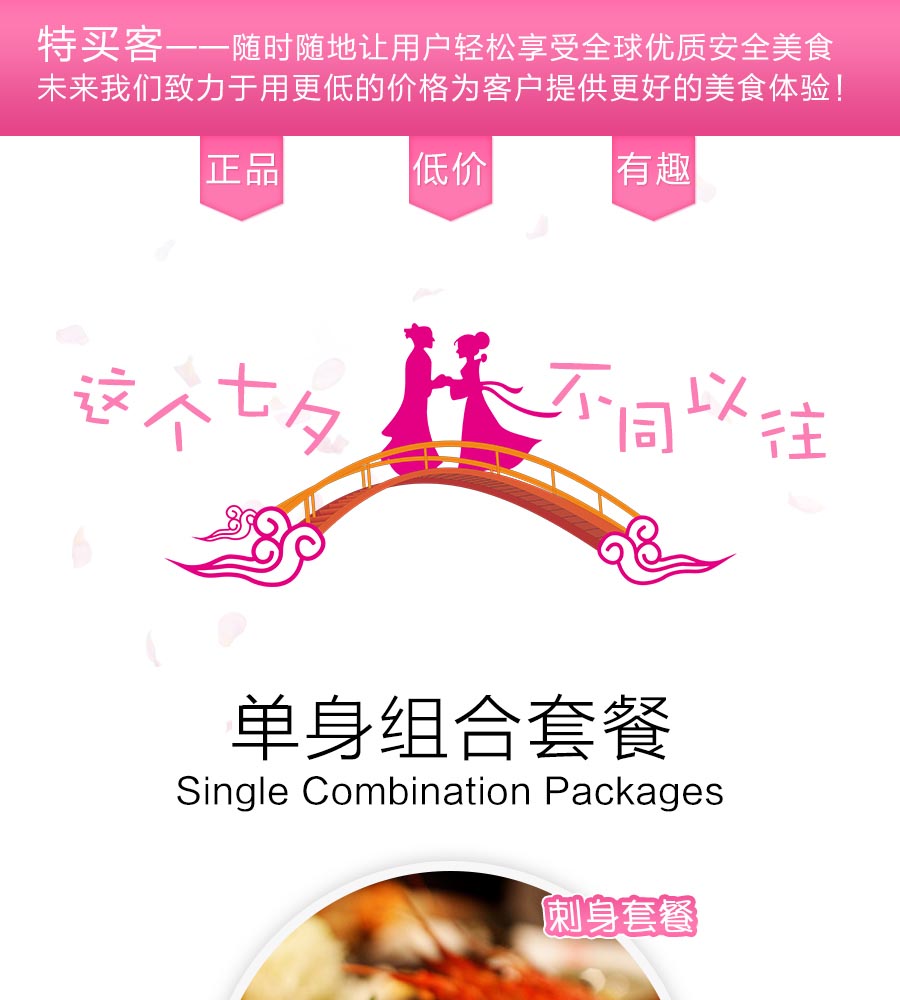 特买客——随时随地让用户轻松享受全球优质安全美食
未来我们致力于用更低的价格为客户提供更好的美食体验！
正品 低价 有趣
这个七夕 不同以往
单身组合套餐
Single Combination Packages
刺身套餐